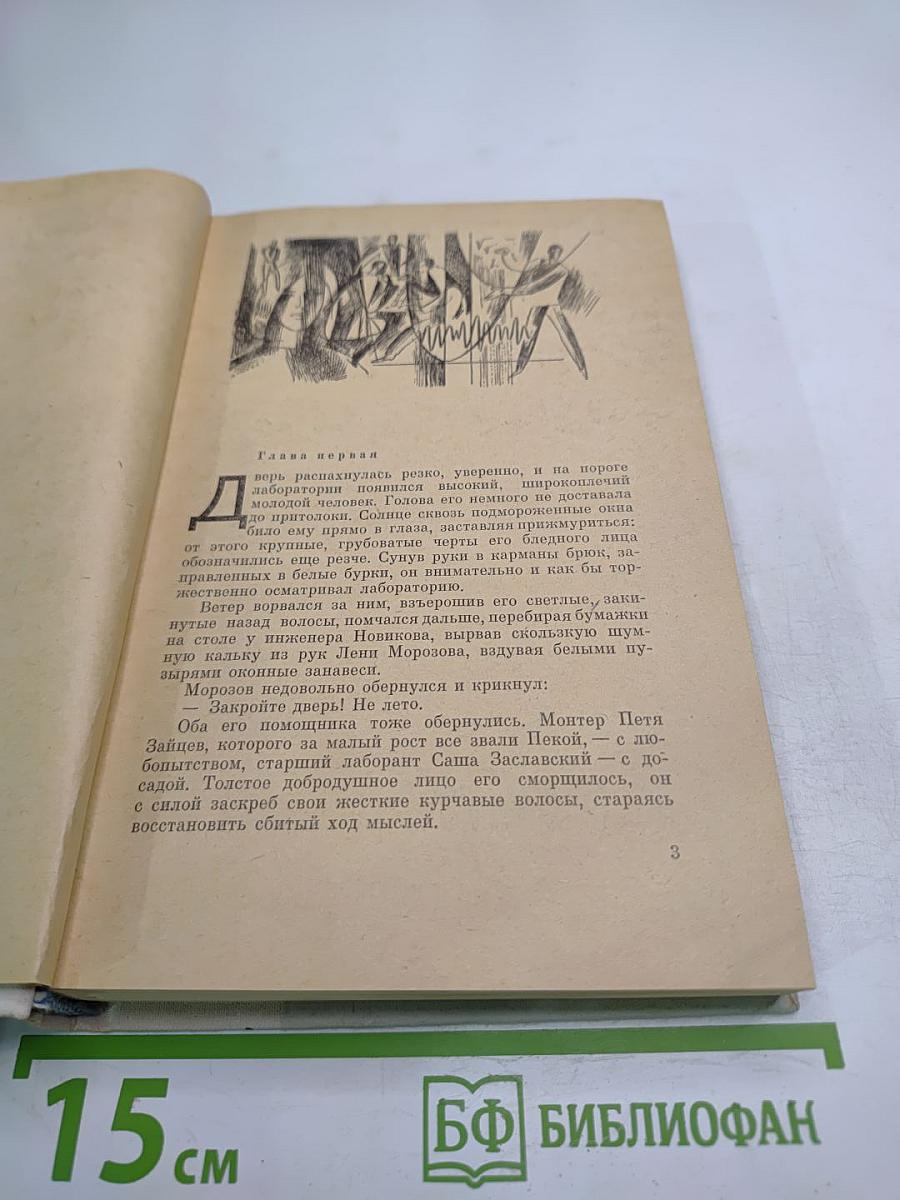 Глава первая
Дверь распахнулась резко, уверенно, и на пороге
лаборатории появился высокий, широкоплечий
молодой человек. Голова его немного не доставала
до притолоки. Солнце сквозь подмороженные окна
било ему прямо в глаза, заставляя прижмуриться:
от этого крупные, грубоватые черты его бледного лица
обозначились еще резче. Сунув руки в карманы брюк, за-
правленных в белые бурки, он внимательно и как бы тор-
жественно осматривал лабораторию.
Ветер ворвался за ним, взъерошив его светлые, заки-
нутые назад волосы, помчался дальше, перебирая бумажки
на столе у инженера Новикова, вырвав скользкую шум-
ную кальку из рук Лени Морозова, вздувая белыми пу-
зырями оконные занавеси.
Морозов недовольно обернулся и крикнул:
— Закройте дверь! Не лето.
Оба его помощника тоже обернулись. Монтер Петя
Зайцев, которого за малый рост все звали Пекой, — с лю-
бопытством, старший лаборант Саша Заславский — с до-
садой. Толстое добродушное лицо его сморщилось, он
с силой заскреб свои жесткие курчавые волосы, стараясь
восстановить сбитый ход мыслей.
3
15 см
БФ БИБЛИОФАН